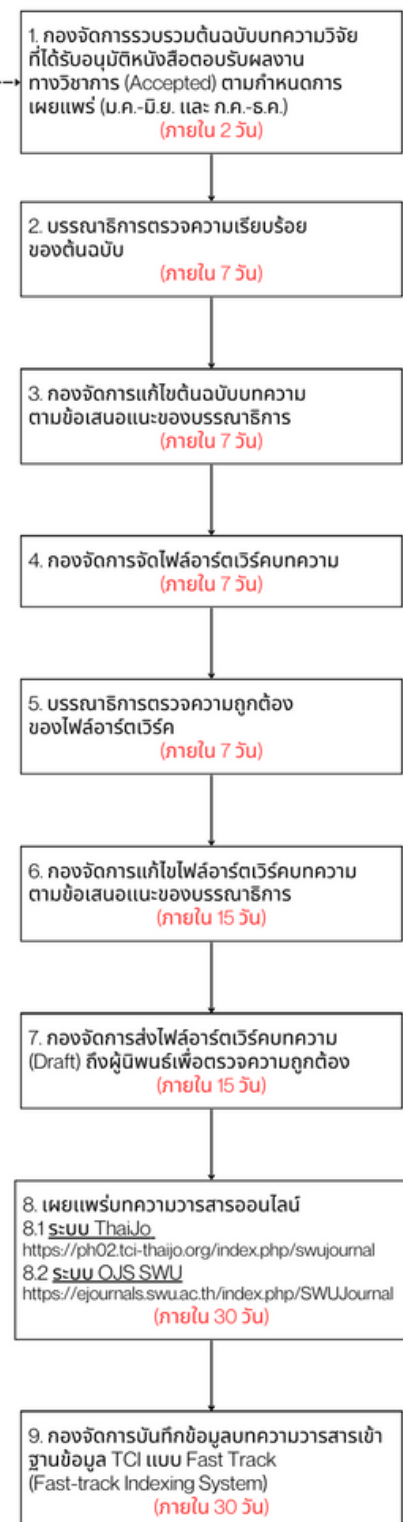 1. กองจัดการรวบรวมต้นฉบับบทความวิจัย
ที่ได้รับอนุมัติหนังสือตอบรับผลงาน
ทางวิชาการ (Accepted) ตามกำหนดการ
เผยแพร่ (ม.ค.-มิ.ย. และ ก.ค.-ธ.ค.)
(ภายใน 2 วัน)
2. บรรณาธิการตรวจความเรียบร้อย
ของต้นฉบับ
(ภายใน 7 วัน)
3. กองจัดการแก้ไขต้นฉบับบทความ
ตามข้อเสนอแนะของบรรณาธิการ
(ภายใน 7 วัน)
4. กองจัดการจัดไฟล์อาร์ตเวิร์คบทความ
(ภายใน 7 วัน)
5. บรรณาธิการตรวจความถูกต้อง
ของไฟล์อาร์ตเวิร์ค
(ภายใน 7 วัน)
6. กองจัดการแก้ไขไฟล์อาร์ตเวิร์คบทความ
ตามข้อเสนอแนะของบรรณาธิการ
(ภายใน 15 วัน)
7. กองจัดการส่งไฟล์อาร์ตเวิร์คบทความ
(Draft) ถึงผู้นิพนธ์เพื่อตรวจความถูกต้อง
(ภายใน 15 วัน)
8. เผยแพร่บทความวารสารออนไลน์
8.1 ระบบ ThaiJo
https://ph02.tci-thaijo.org/index.php/swujournal
8.2 ระบบ OJS SWU
https://ejournals.swu.ac.th/index.php/SWUJournal
(ภายใน 30 วัน)
9. กองจัดการบันทึกข้อมูลบทความวารสารเข้า
ฐานข้อมูล TCI แบบ Fast Track
(Fast-track Indexing System)
(ภายใน 30 วัน)